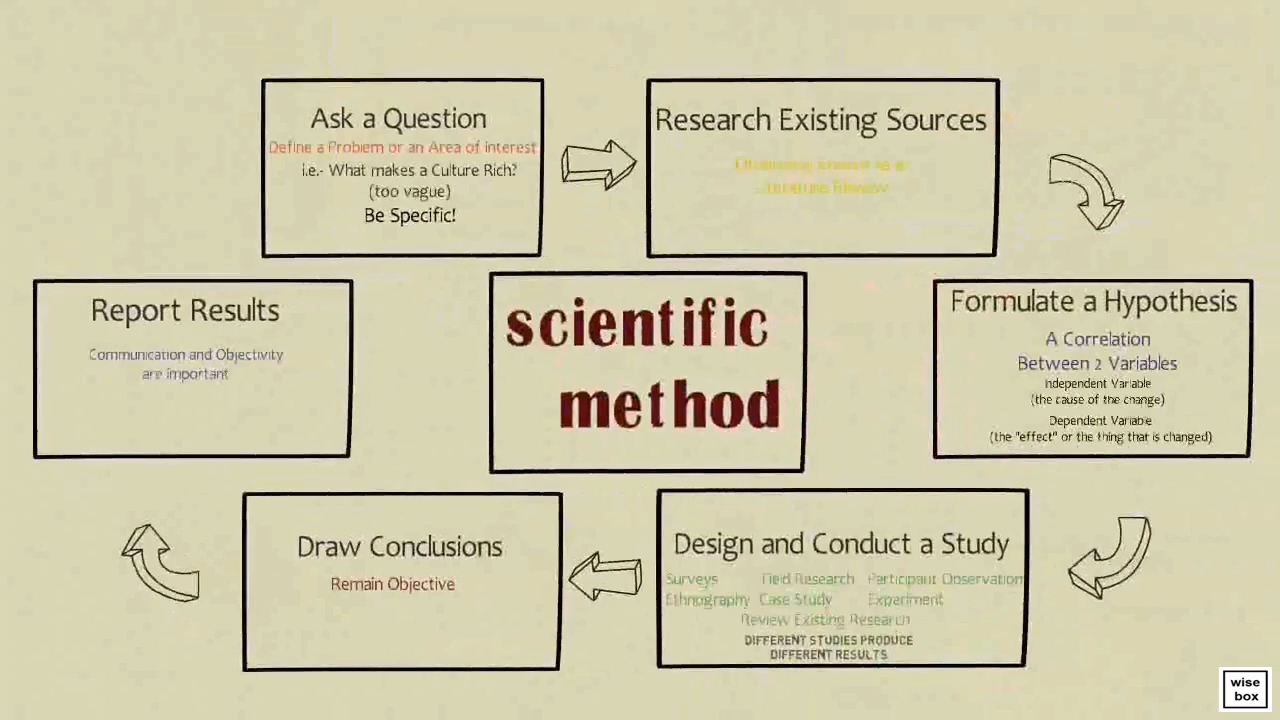 Ask a Question
Define a Problem or an Area of interest
i.e.- What makes a Culture Rich?
(too vague)
Be Specific!
Research Existing Sources
known as a
Literature Review
Formulate a Hypothesis
A Correlation
Between 2 Variables
Independent Variable
(the cause of the change)
Dependent Variable
(the "effect" or the thing that is changed)
scientific
method
Design and Conduct a Study
Surveys Field Research Participant Observation
Ethnography Case Study Experiment
Review Existing Research
DIFFERENT STUDIES PRODUCE
DIFFERENT RESULTS
Draw Conclusions
Remain Objective
Report Results
Communication and Objectivity
are important
wise
box